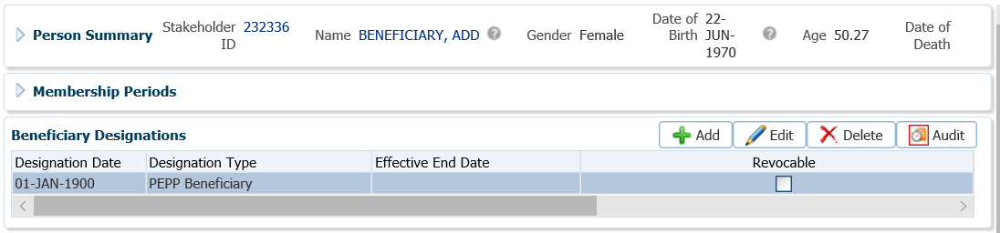 Person Summary Stakeholder ID 232336 Name BENEFICIARY, ADD Gender Female Date of Birth 22-JUN-1970 Age 50.27 Date of Death
Membership Periods
Beneficiary Designations Add Edit Delete Audit
Designation Date Designation Type Effective End Date Revocable
01-JAN-1900 PEPP Beneficiary